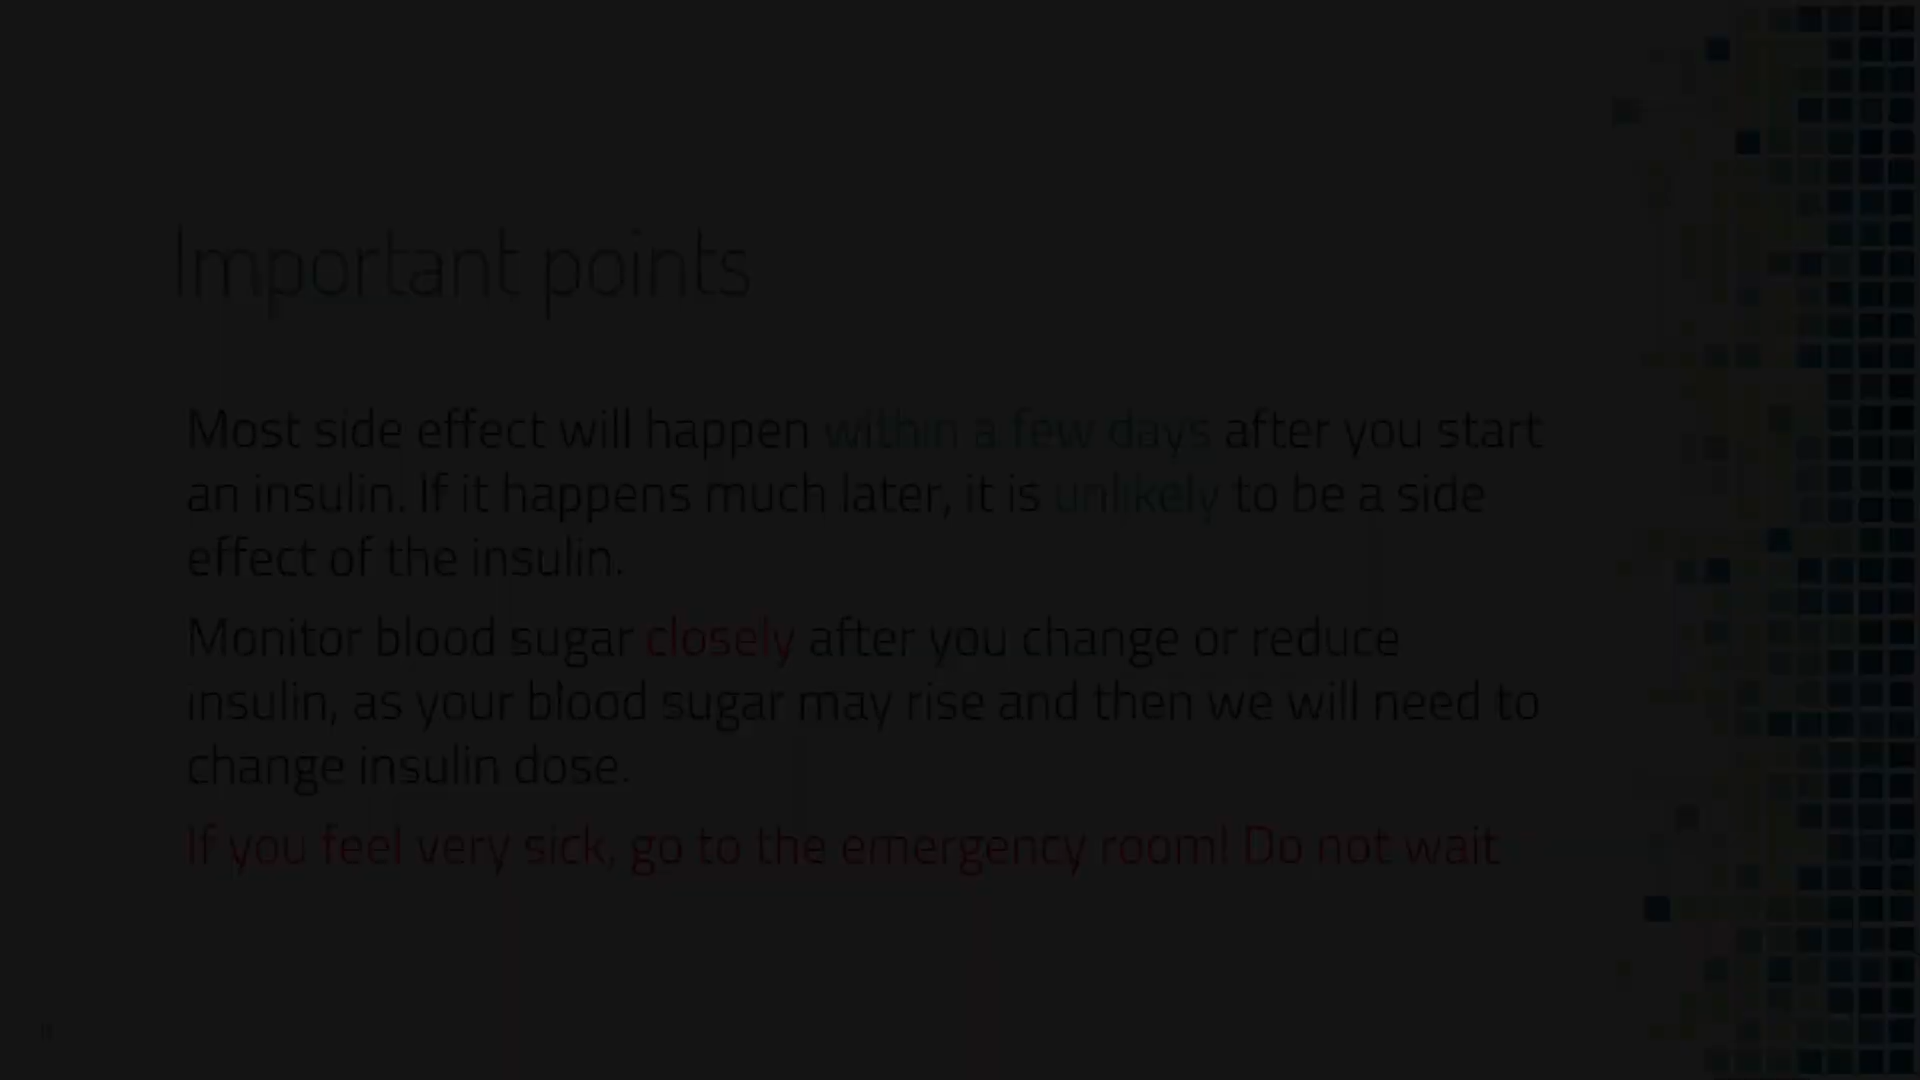 Important points
Most side effect will happen within a few days after you start
an insulin. If it happens much later, it is unlikely to be a side
effect of the insulin.
Monitor blood sugar closely after you change or reduce
insulin, as your blood sugar may rise and then we will need to
change insulin dose.
If you feel very sick, go to the emergency room! Do not wait